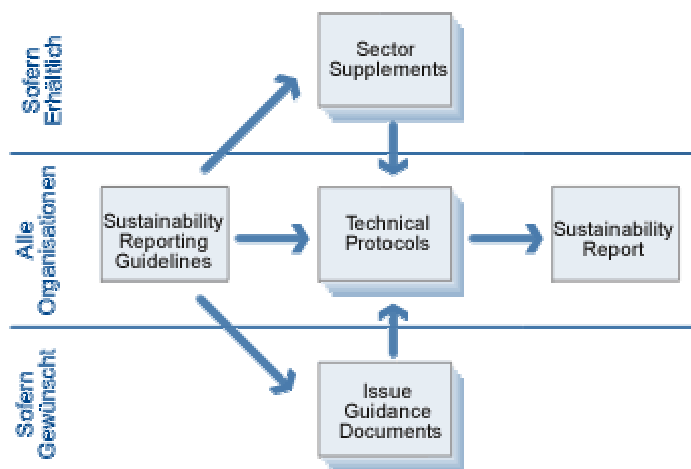 Sofern
Erhältlich
Sector
Supplements
Alle
Organisationen
Sustainability
Reporting
Guidelines
Technical
Protocols
Sustainability
Report
Sofern
Gewünscht
Issue
Guidance
Documents